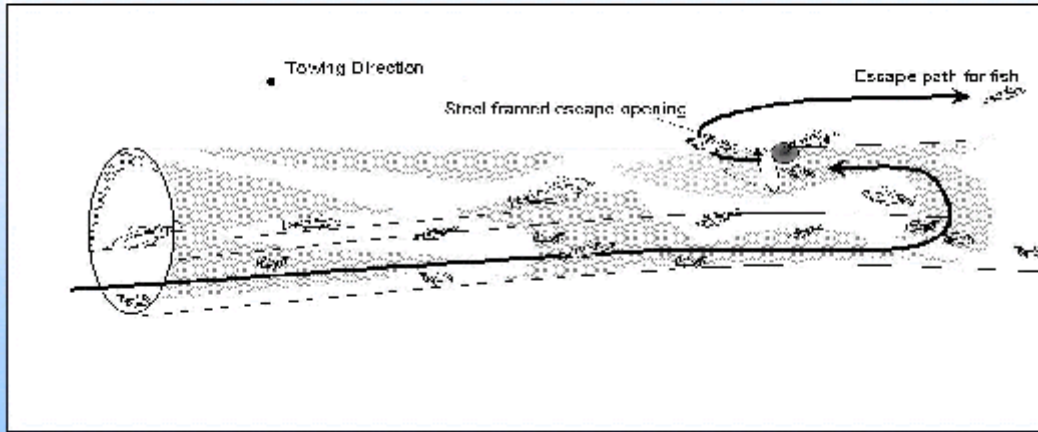 Towing Direction
Escape path for fish
Steel framed escape opening